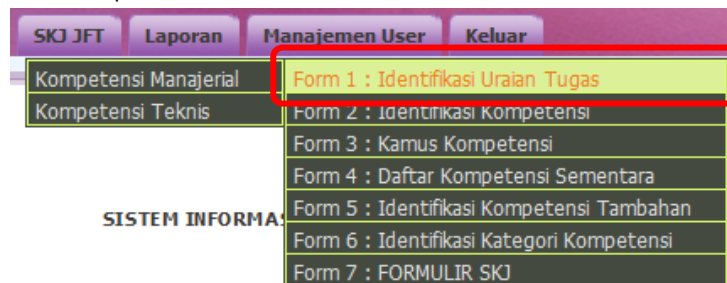 SKJ JFT Laporan Manajemen User Keluar
Kompetensi Manajerial Form 1 : Identifikasi Uraian Tugas
Kompetensi Teknis Form 2 : Identifikasi Kompetensi
Form 3 : Kamus Kompetensi
Form 4 : Daftar Kompetensi Sementara
SISTEM INFORMAS Form 5 : Identifikasi Kompetensi Tambahan
Form 6 : Identifikasi Kategori Kompetensi
Form 7 : FORMULIR SKJ